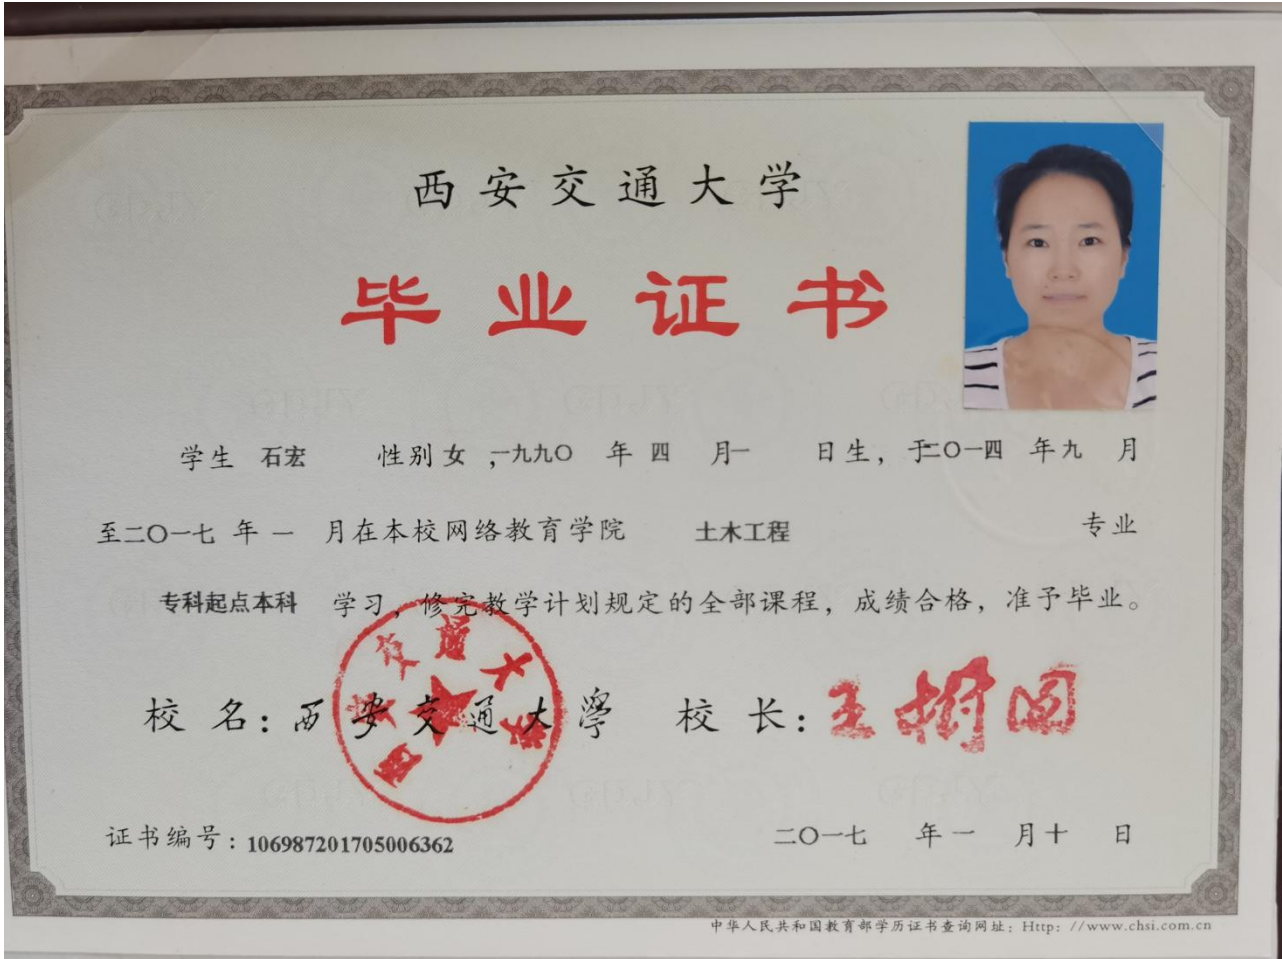 西安交通大学
毕业证书
学生 石宏 性别 女 ,一九九〇 年 四 月 一 日生, 于二〇一四 年 九 月
至二〇一七 年 一 月在本校网络教育学院 土木工程 专业
专科起点本科 学习, 修完教学计划规定的全部课程, 成绩合格, 准予毕业。
校 名: 西安交通大学 校 长: 王树国
西安交通大学
证书编号: 106987201705006362 二〇一七 年 一 月 十 日
中华人民共和国教育部学历证书查询网址: Http: //www.chsi.com.cn